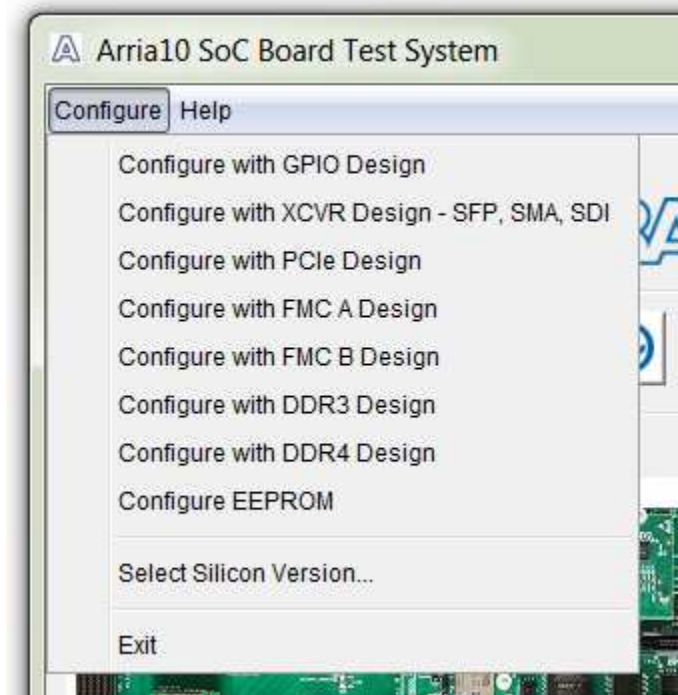 Arria10 SoC Board Test System
Configure Help
Configure with GPIO Design
Configure with XCVR Design - SFP, SMA, SDI
Configure with PCIe Design
Configure with FMC A Design
Configure with FMC B Design
Configure with DDR3 Design
Configure with DDR4 Design
Configure EEPROM
Select Silicon Version...
Exit